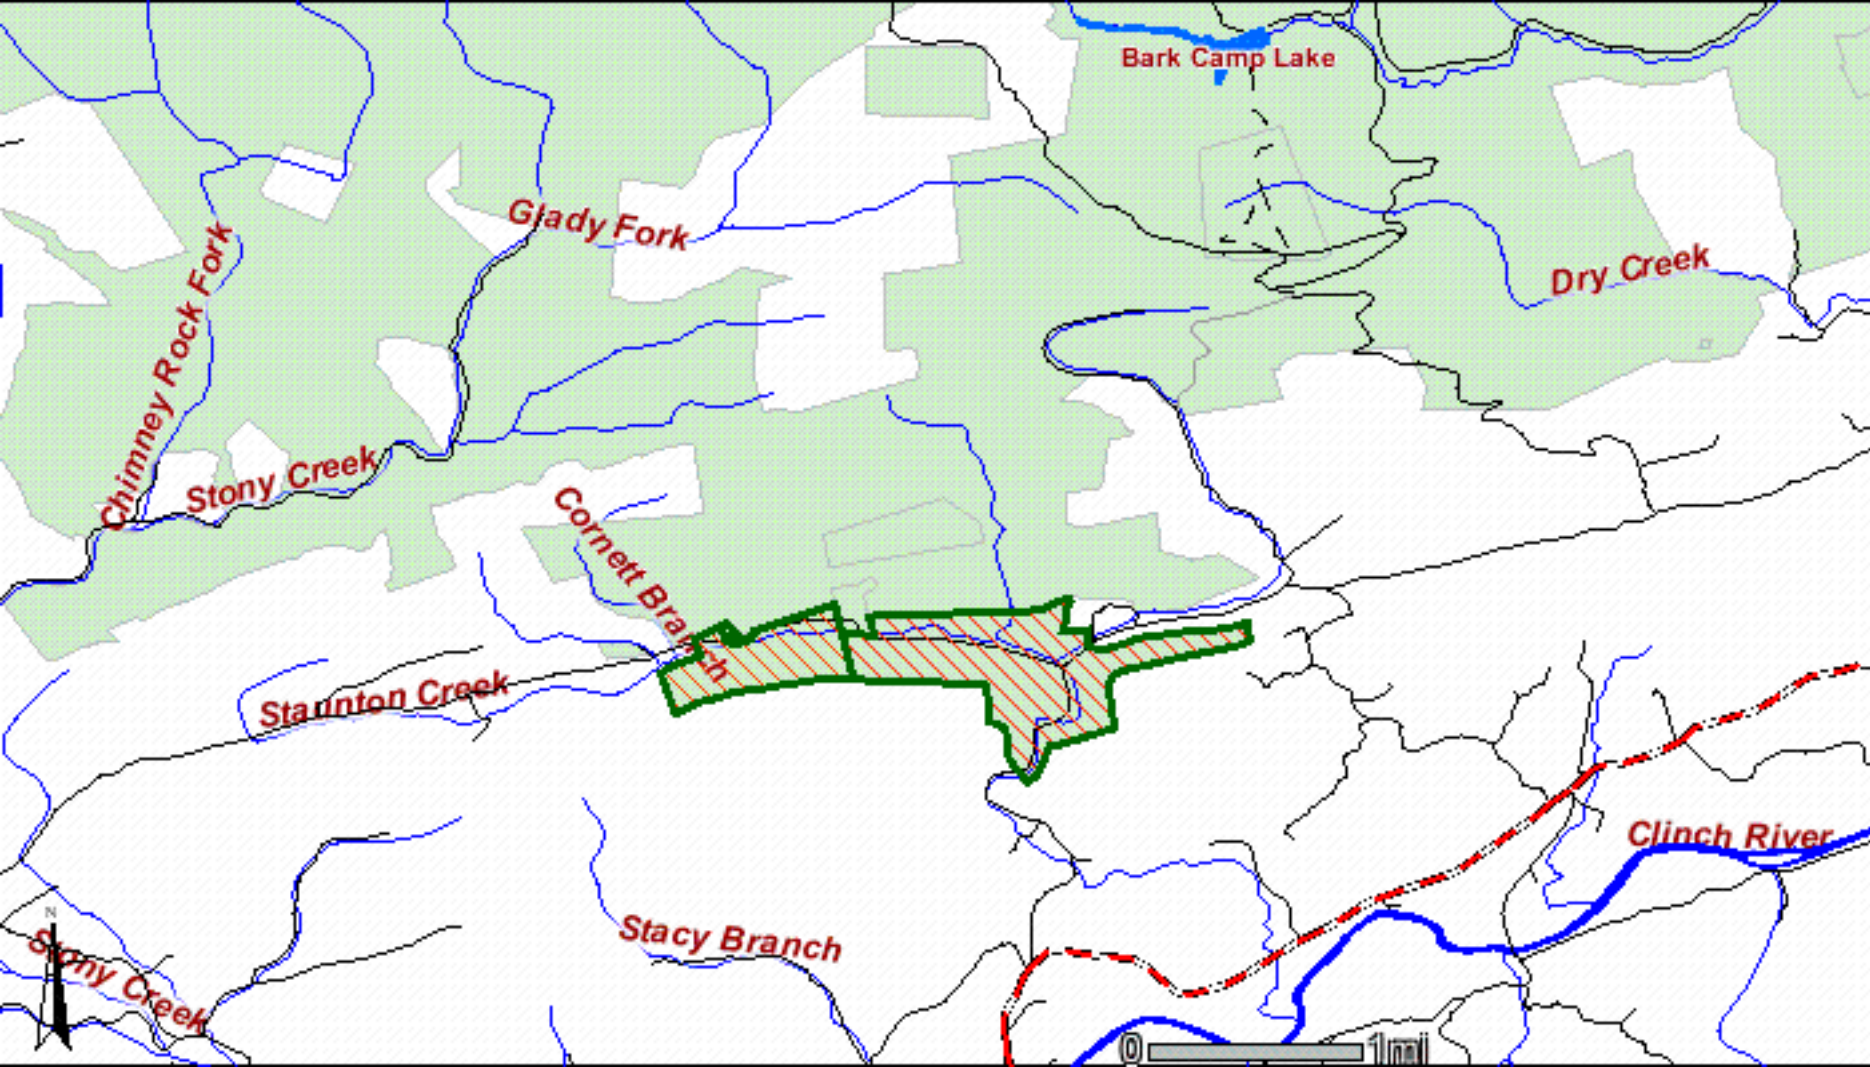 Bark Camp Lake
Glady Fork
Dry Creek
Chimney Rock Fork
Stony Creek
Cornett Branch
Staunton Creek
Clinch River
N
Stacy Branch
Stony Creek
0 1mi